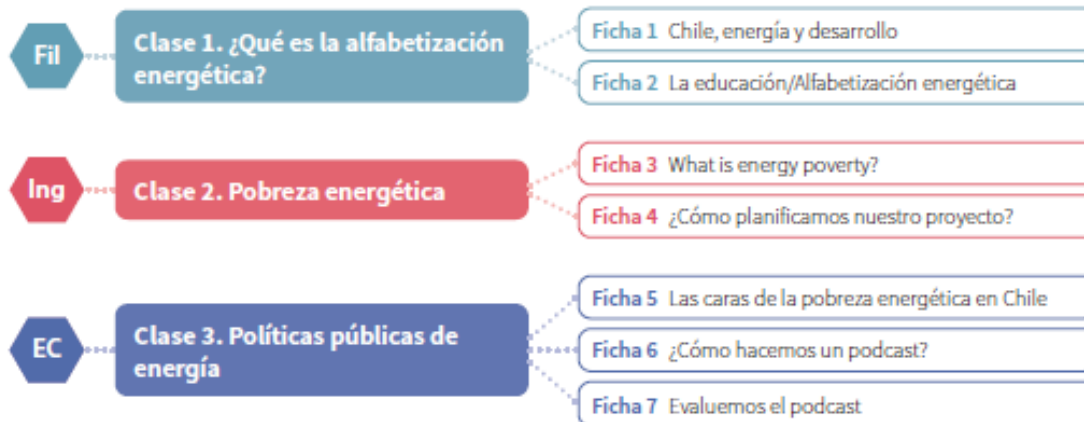 Fil
Clase 1. ¿Qué es la alfabetización
energética?
Ficha 1 Chile, energía y desarrollo
Ficha 2 La educación/Alfabetización energética
Ing
Clase 2. Pobreza energética
Ficha 3 What is energy poverty?
Ficha 4 ¿Cómo planificamos nuestro proyecto?
EC
Clase 3. Políticas públicas de
energía
Ficha 5 Las caras de la pobreza energética en Chile
Ficha 6 ¿Cómo hacemos un podcast?
Ficha 7 Evaluemos el podcast